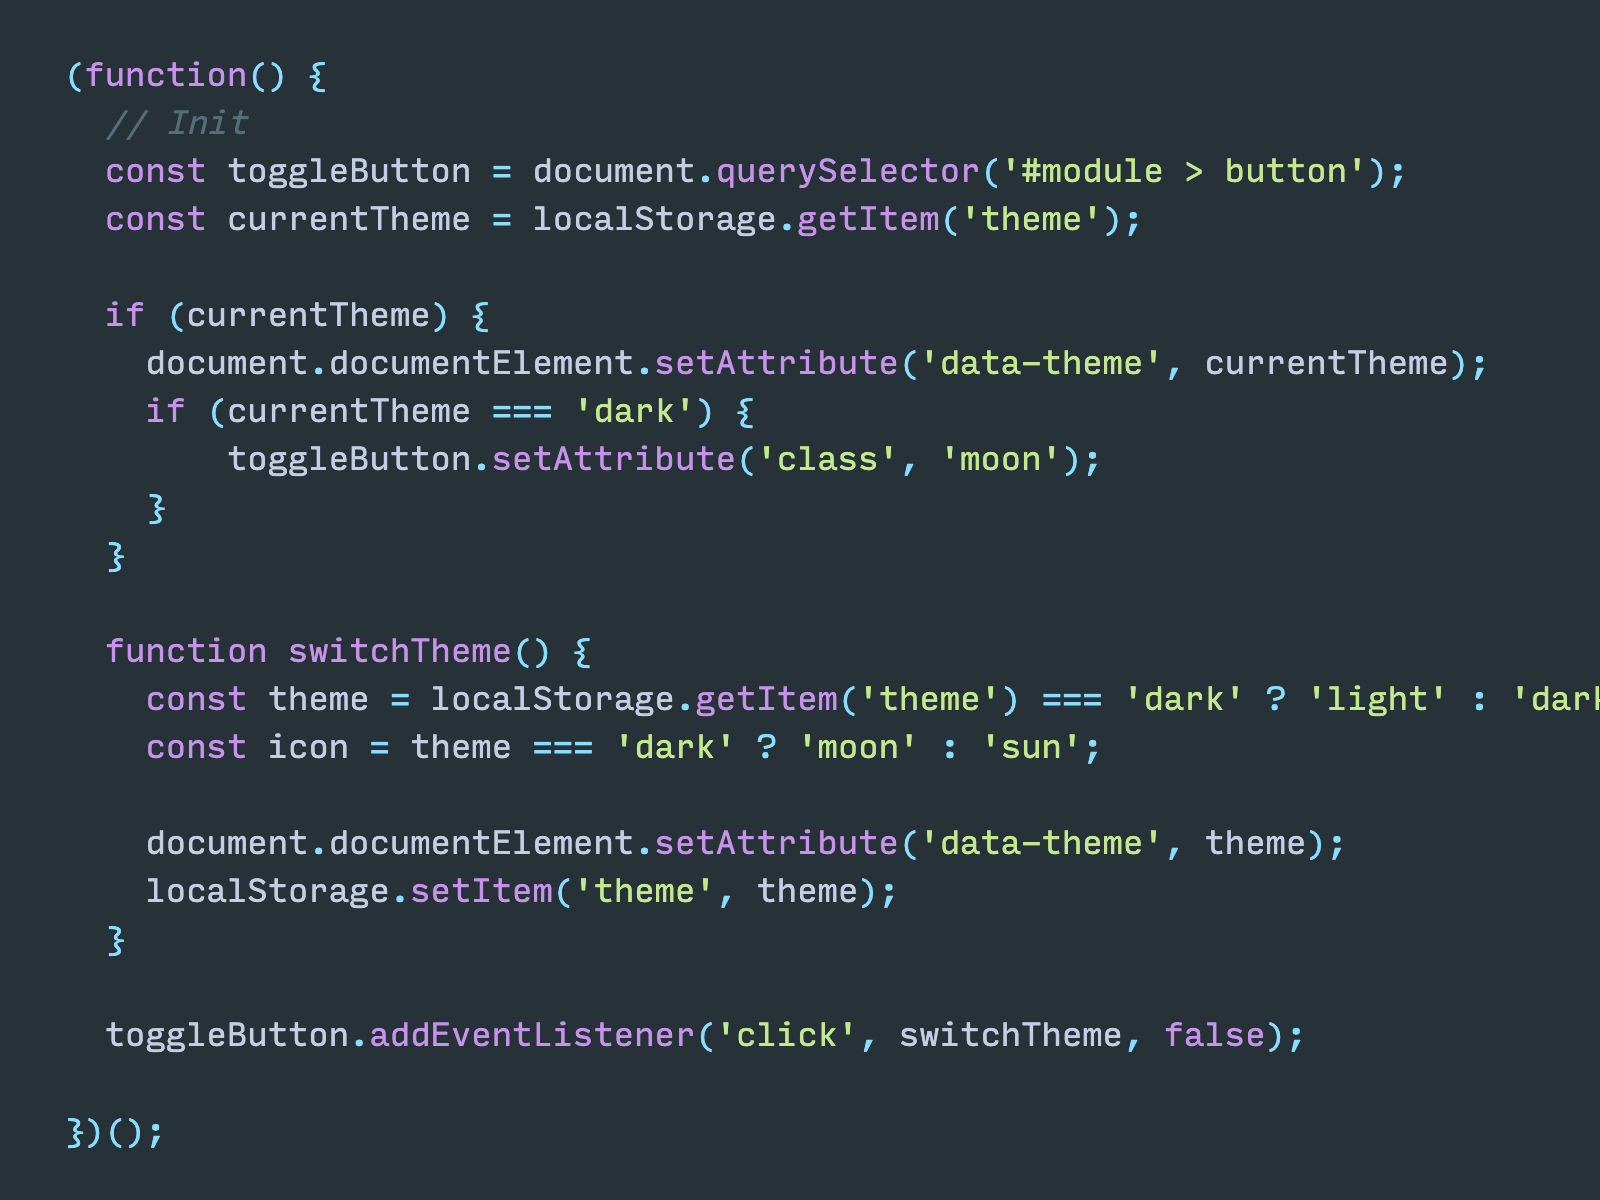 (function() {
  // Init
  const toggleButton = document.querySelector('#module > button');
  const currentTheme = localStorage.getItem('theme');

  if (currentTheme) {
    document.documentElement.setAttribute('data-theme', currentTheme);
    if (currentTheme === 'dark') {
        toggleButton.setAttribute('class', 'moon');
    }
  }

  function switchTheme() {
    const theme = localStorage.getItem('theme') === 'dark' ? 'light' : 'dark
    const icon = theme === 'dark' ? 'moon' : 'sun';

    document.documentElement.setAttribute('data-theme', theme);
    localStorage.setItem('theme', theme);
  }

  toggleButton.addEventListener('click', switchTheme, false);

})();